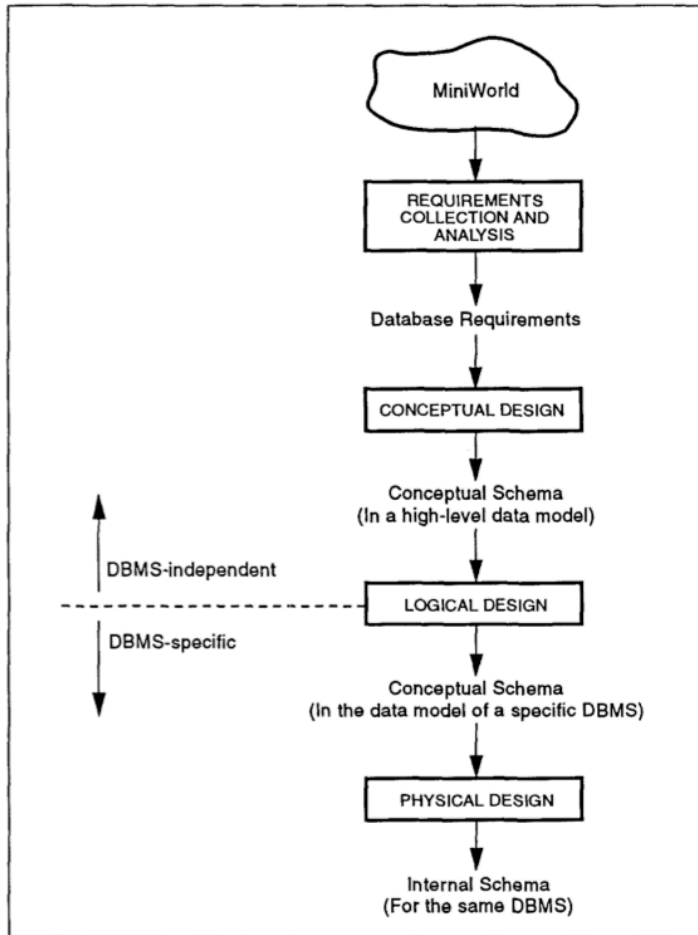 MiniWorld
REQUIREMENTS
COLLECTION AND
ANALYSIS
Database Requirements
CONCEPTUAL DESIGN
Conceptual Schema
(In a high-level data model)
DBMS-independent
LOGICAL DESIGN
DBMS-specific
Conceptual Schema
(In the data model of a specific DBMS)
PHYSICAL DESIGN
Internal Schema
(For the same DBMS)